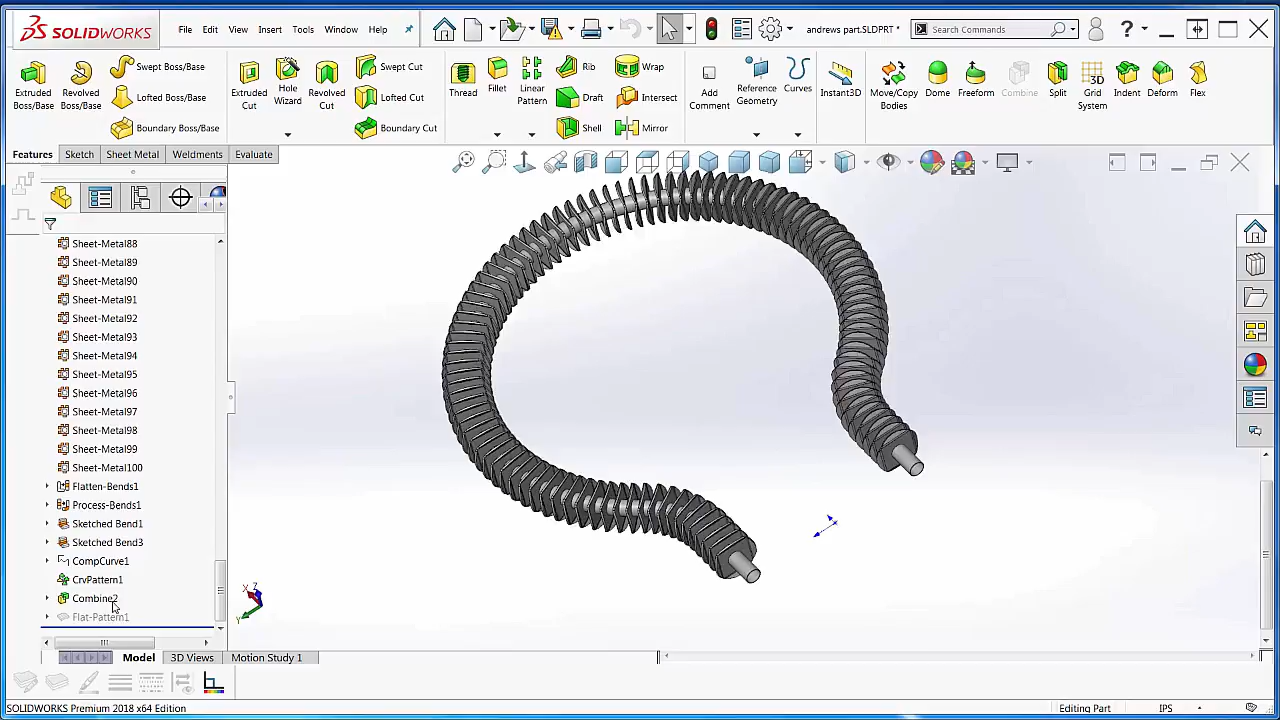 SOLIDWORKS
File Edit View Insert Tools Window Help
andrews part.SLDPRT *
Search Commands
Extruded Boss/Base
Revolved Boss/Base
Swept Boss/Base
Lofted Boss/Base
Boundary Boss/Base
Extruded Cut
Hole Wizard
Revolved Cut
Swept Cut
Lofted Cut
Boundary Cut
Thread
Fillet
Linear Pattern
Rib
Draft
Shell
Wrap
Intersect
Mirror
Add Comment
Reference Geometry
Curves
Instant3D
Move/Copy Bodies
Dome
Freeform
Combine
Split
Grid System
Indent
Deform
Flex
Features Sketch Sheet Metal Weldments Evaluate
Sheet-Metal88
Sheet-Metal89
Sheet-Metal90
Sheet-Metal91
Sheet-Metal92
Sheet-Metal93
Sheet-Metal94
Sheet-Metal95
Sheet-Metal96
Sheet-Metal97
Sheet-Metal98
Sheet-Metal99
Sheet-Metal100
Flatten-Bends1
Process-Bends1
Sketched Bend1
Sketched Bend3
CompCurve1
CrvPattern1
Combine2
Flat-Pattern1
X Z
Y
Model 3D Views Motion Study 1
SOLIDWORKS Premium 2018 x64 Edition Editing Part IPS